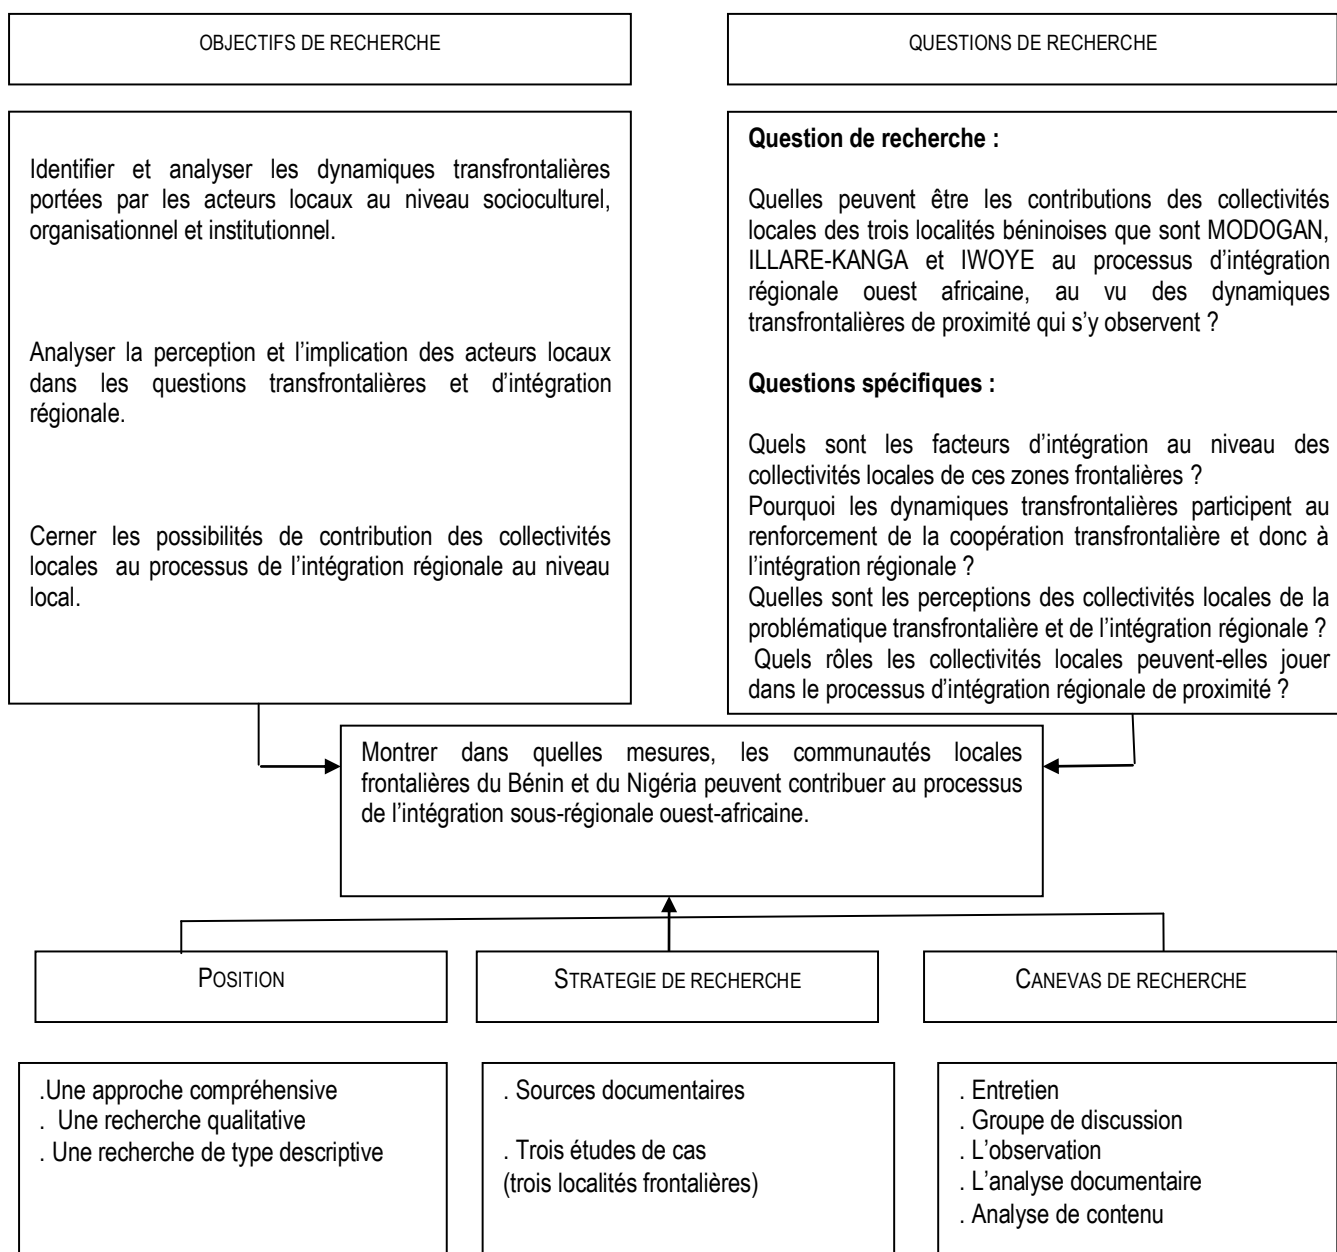 OBJECTIFS DE RECHERCHE
QUESTIONS DE RECHERCHE
Identifier et analyser les dynamiques transfrontalières
portées par les acteurs locaux au niveau socioculturel,
organisationnel et institutionnel.
Analyser la perception et l’implication des acteurs locaux
dans les questions transfrontalières et d’intégration
régionale.
Cerner les possibilités de contribution des collectivités
locales au processus de l’intégration régionale au niveau
local.
Question de recherche :
Quelles peuvent être les contributions des collectivités
locales des trois localités béninoises que sont MODOGAN,
ILLARE-KANGA et IWOYE au processus d’intégration
régionale ouest africaine, au vu des dynamiques
transfrontalières de proximité qui s’y observent ?
Questions spécifiques :
Quels sont les facteurs d’intégration au niveau des
collectivités locales de ces zones frontalières ?
Pourquoi les dynamiques transfrontalières participent au
renforcement de la coopération transfrontalière et donc à
l’intégration régionale ?
Quelles sont les perceptions des collectivités locales de la
problématique transfrontalière et de l’intégration régionale ?
Quels rôles les collectivités locales peuvent-elles jouer
dans le processus d’intégration régionale de proximité ?
Montrer dans quelles mesures, les communautés locales
frontalières du Bénin et du Nigéria peuvent contribuer au processus
de l’intégration sous-régionale ouest-africaine.
POSITION
STRATEGIE DE RECHERCHE
CANEVAS DE RECHERCHE
.Une approche compréhensive
. Une recherche qualitative
. Une recherche de type descriptive
. Sources documentaires
. Trois études de cas
(trois localités frontalières)
. Entretien
. Groupe de discussion
. L’observation
. L’analyse documentaire
. Analyse de contenu